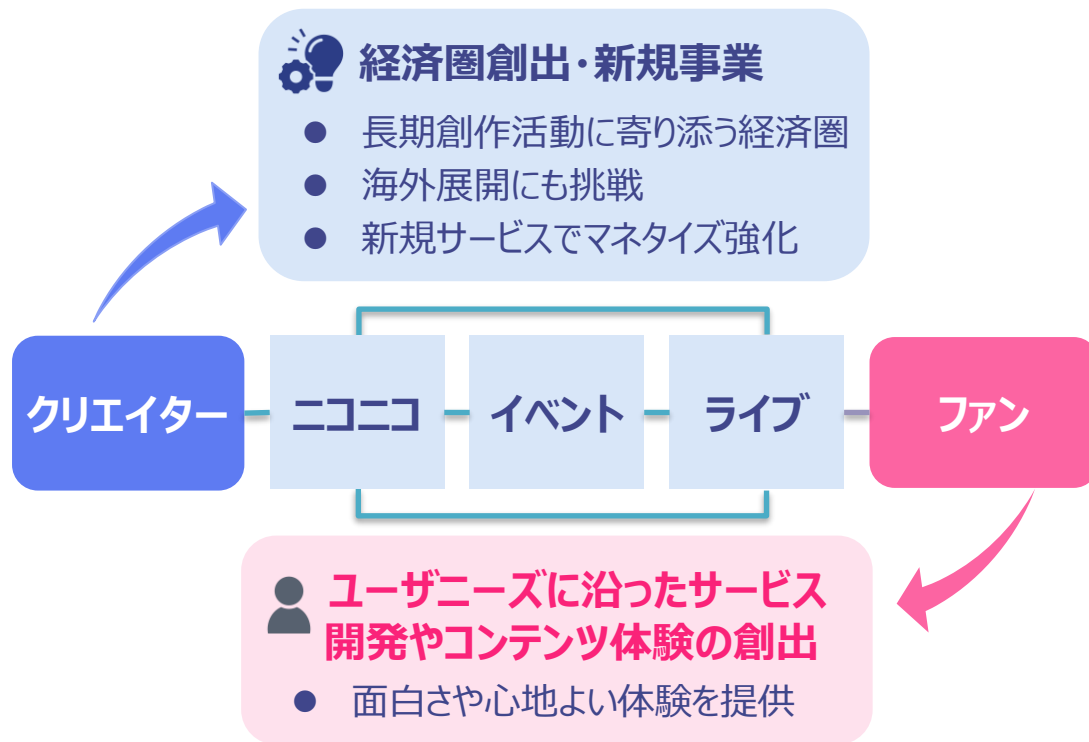 経済圏創出・新規事業
● 長期創作活動に寄り添う経済圏
● 海外展開にも挑戦
● 新規サービスでマネタイズ強化
クリエイター
ニコニコ
イベント
ライブ
ファン
ユーザニーズに沿ったサービス
開発やコンテンツ体験の創出
● 面白さや心地よい体験を提供